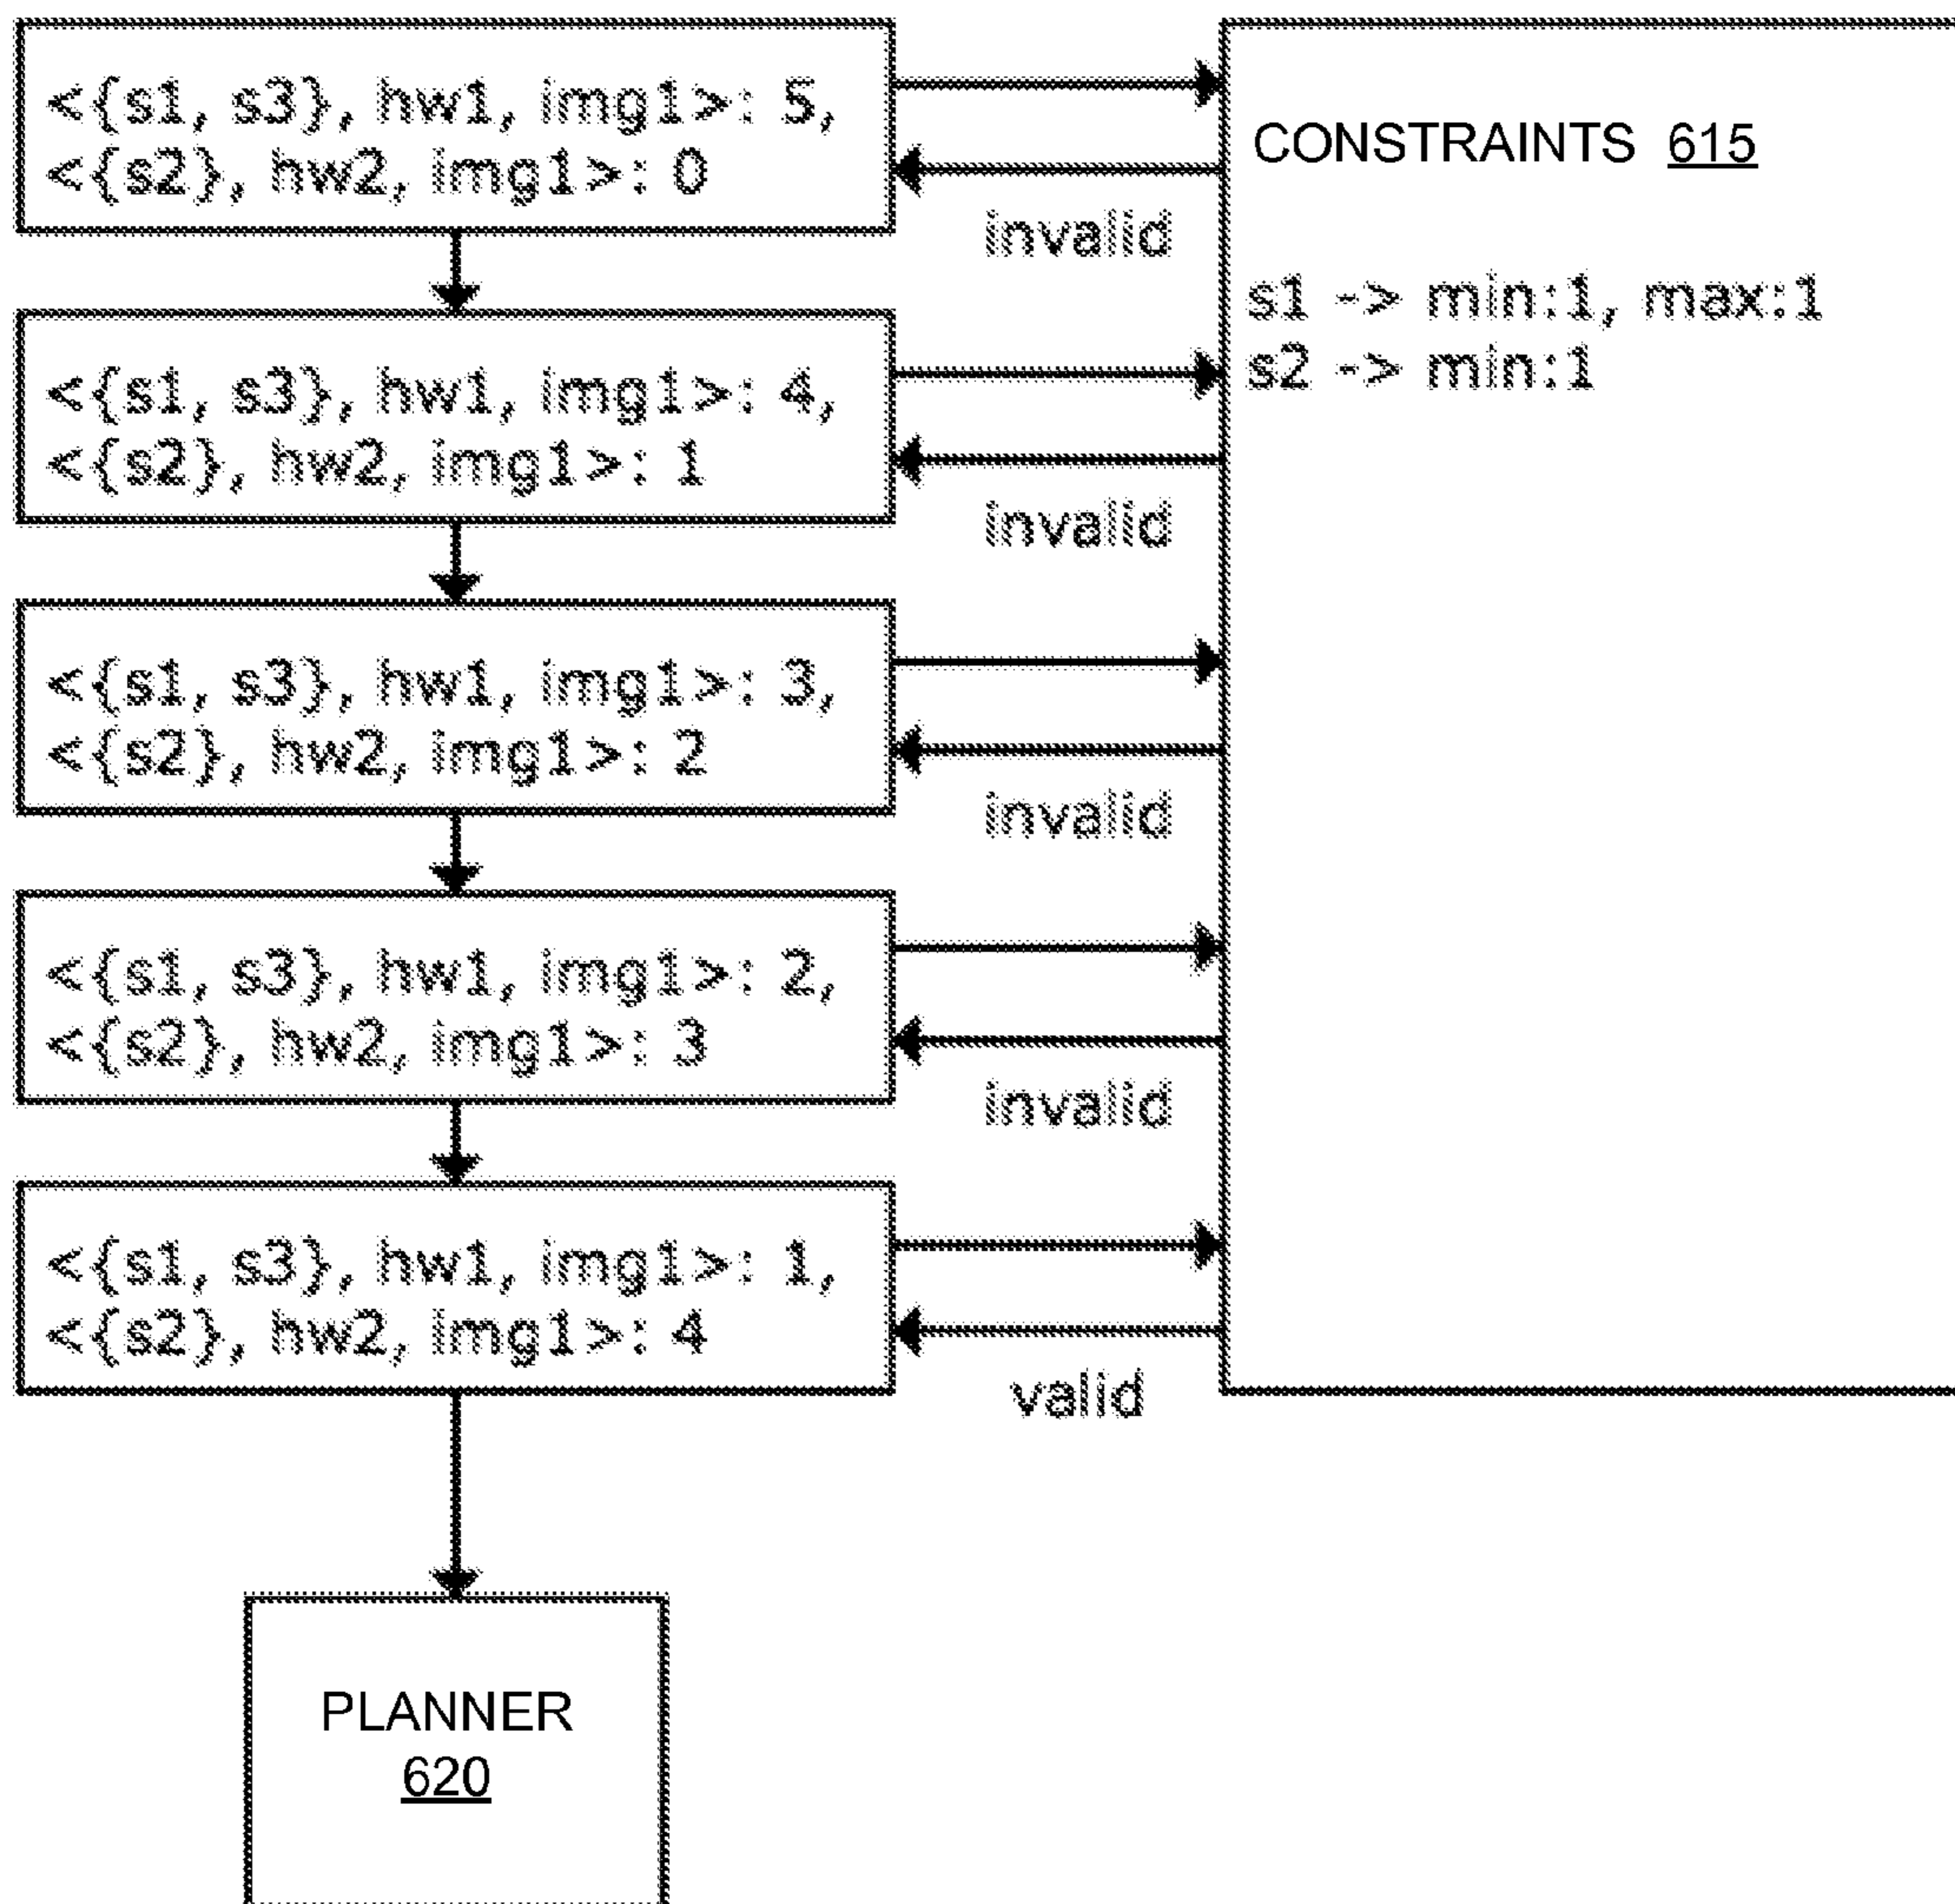 <{s1, s3}, hw1, img1>: 5,
<{s2}, hw2, img1>: 0
invalid
CONSTRAINTS 615
s1 -> min:1, max:1
s2 -> min:1
<{s1, s3}, hw1, img1>: 4,
<{s2}, hw2, img1>: 1
invalid
<{s1, s3}, hw1, img1>: 3,
<{s2}, hw2, img1>: 2
invalid
<{s1, s3}, hw1, img1>: 2,
<{s2}, hw2, img1>: 3
invalid
<{s1, s3}, hw1, img1>: 1,
<{s2}, hw2, img1>: 4
valid
PLANNER
620